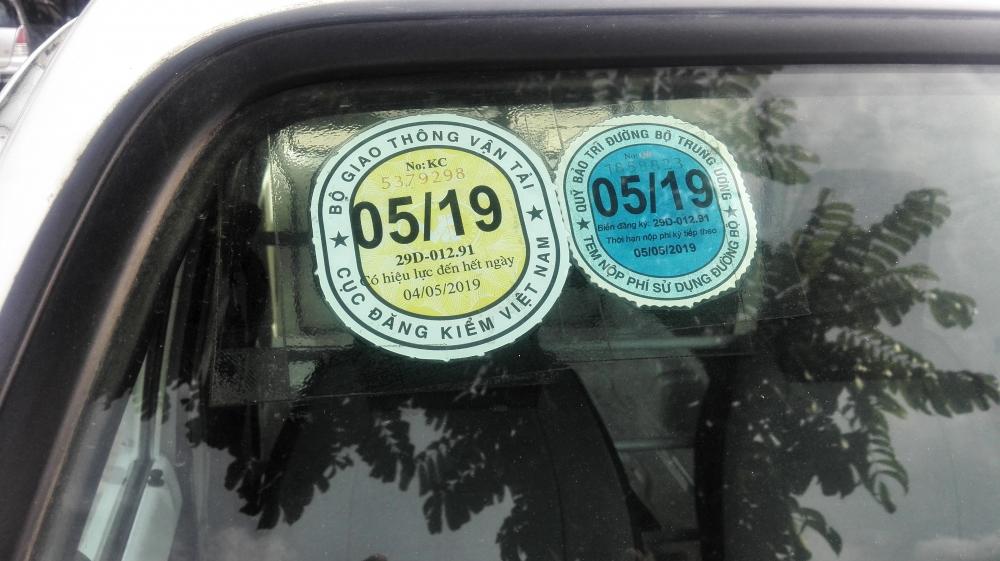 BỘ GIAO THÔNG VẬN TẢI
No: KC
5379298
05/19
29D-012.91
Có hiệu lực đến hết ngày
04/05/2019
CỤC ĐĂNG KIỂM VIỆT NAM
QUỸ BẢO TRÌ ĐƯỜNG BỘ TRUNG ƯƠNG
No:
05/19
Biển đăng ký: 29D-012.91
Thời hạn nộp phí kỳ tiếp theo
05/05/2019
TEM NỘP PHÍ SỬ DỤNG ĐƯỜNG BỘ